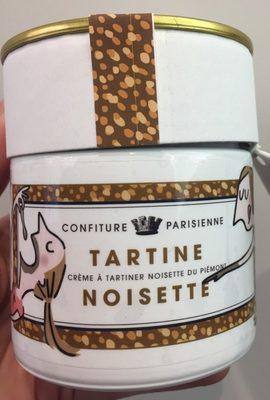 CONFITURE PARISIENNE
TARTINE
CRÈME À TARTINER NOISETTE DU PIÉMONT
NOISETTE